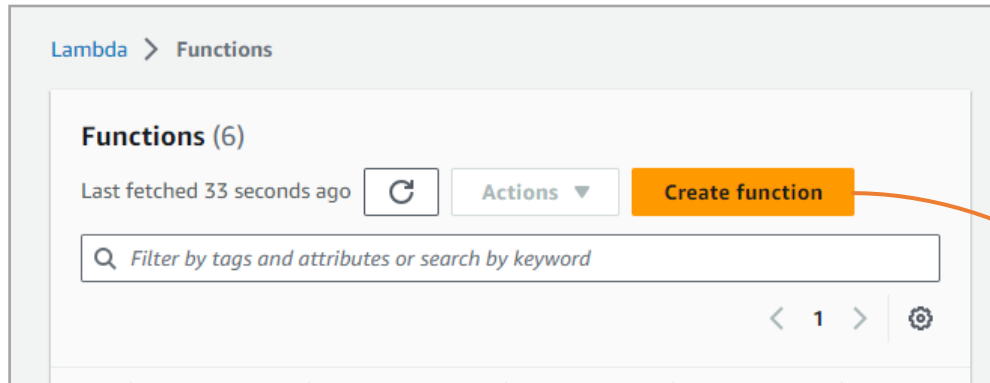 Lambda > Functions
Functions (6)
Last fetched 33 seconds ago Actions ▼ Create function
Filter by tags and attributes or search by keyword
< 1 >